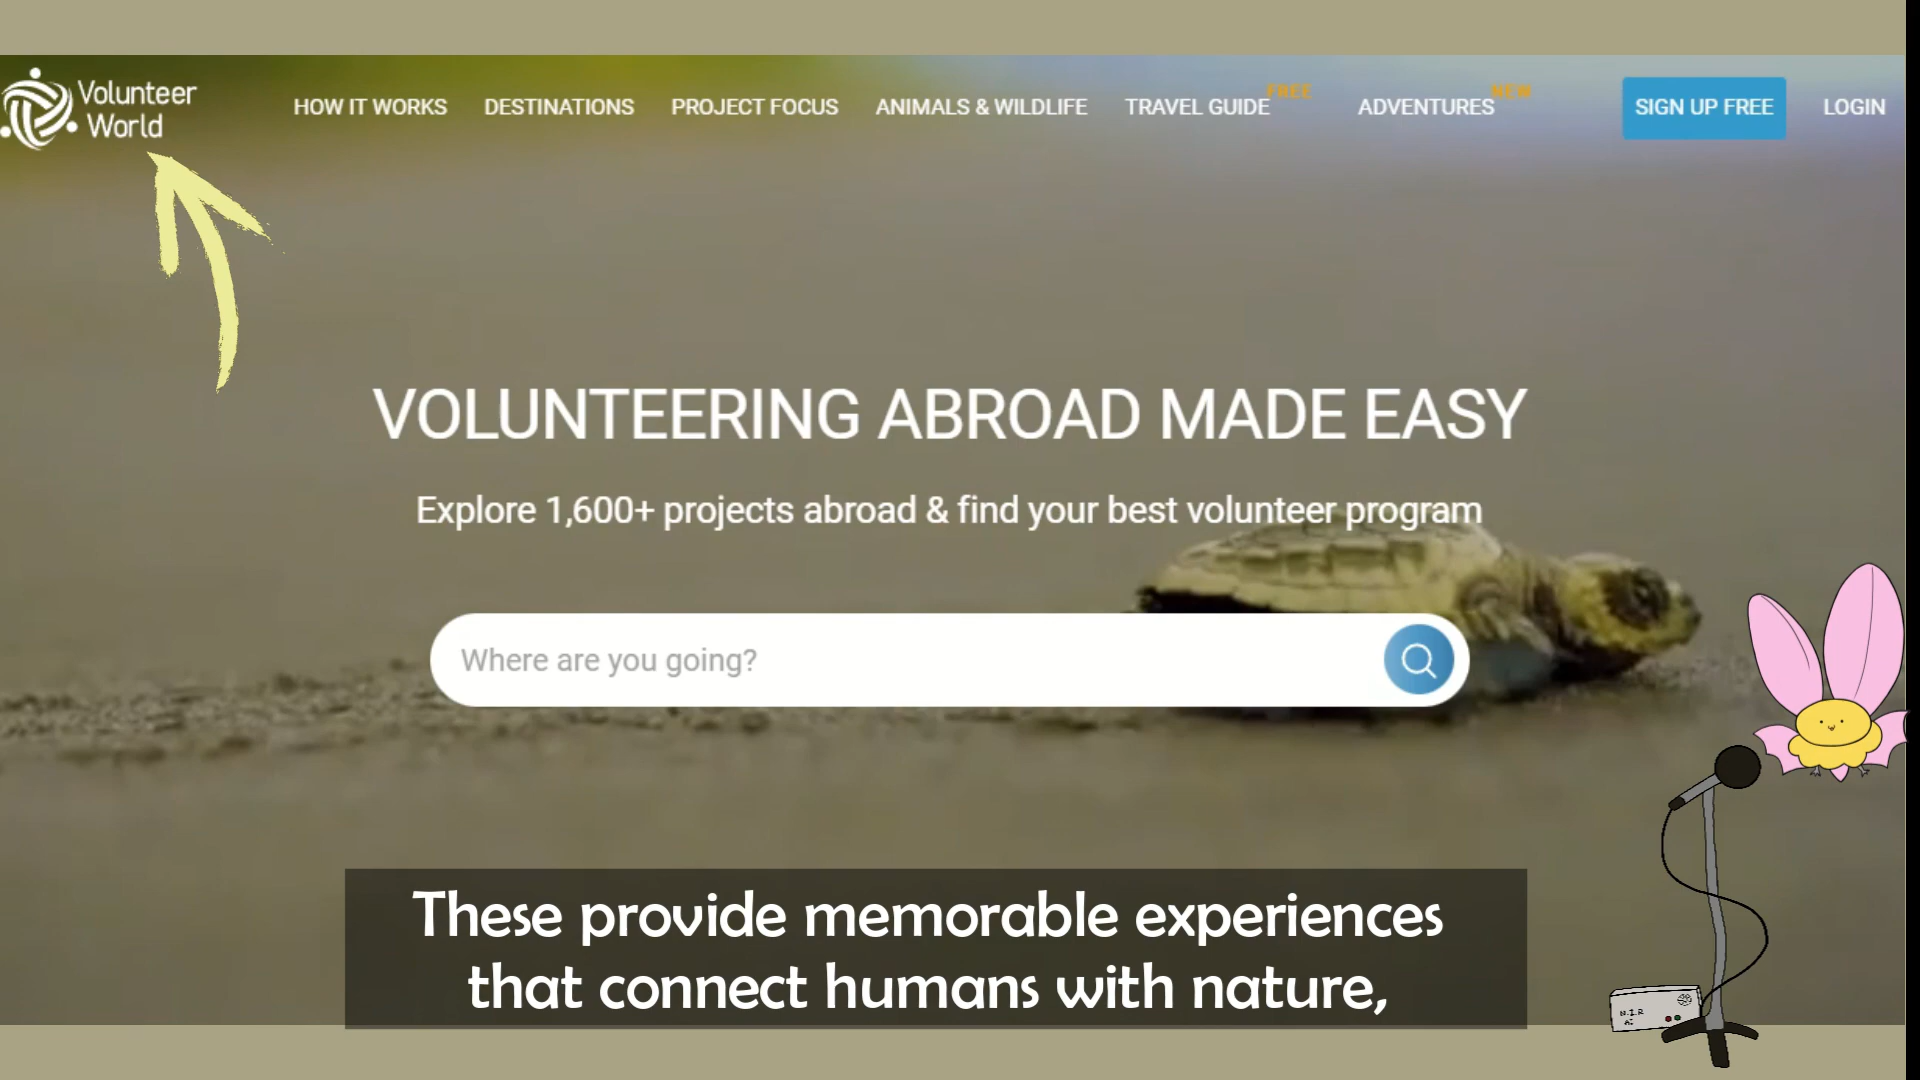 Volunteer
World
HOW IT WORKS
DESTINATIONS
PROJECT FOCUS
ANIMALS & WILDLIFE
TRAVEL GUIDE
FREE
ADVENTURES
NEW
SIGN UP FREE
LOGIN
VOLUNTEERING ABROAD MADE EASY
Explore 1,600+ projects abroad & find your best volunteer program
Where are you going?
These provide memorable experiences
that connect humans with nature,
N.I.R